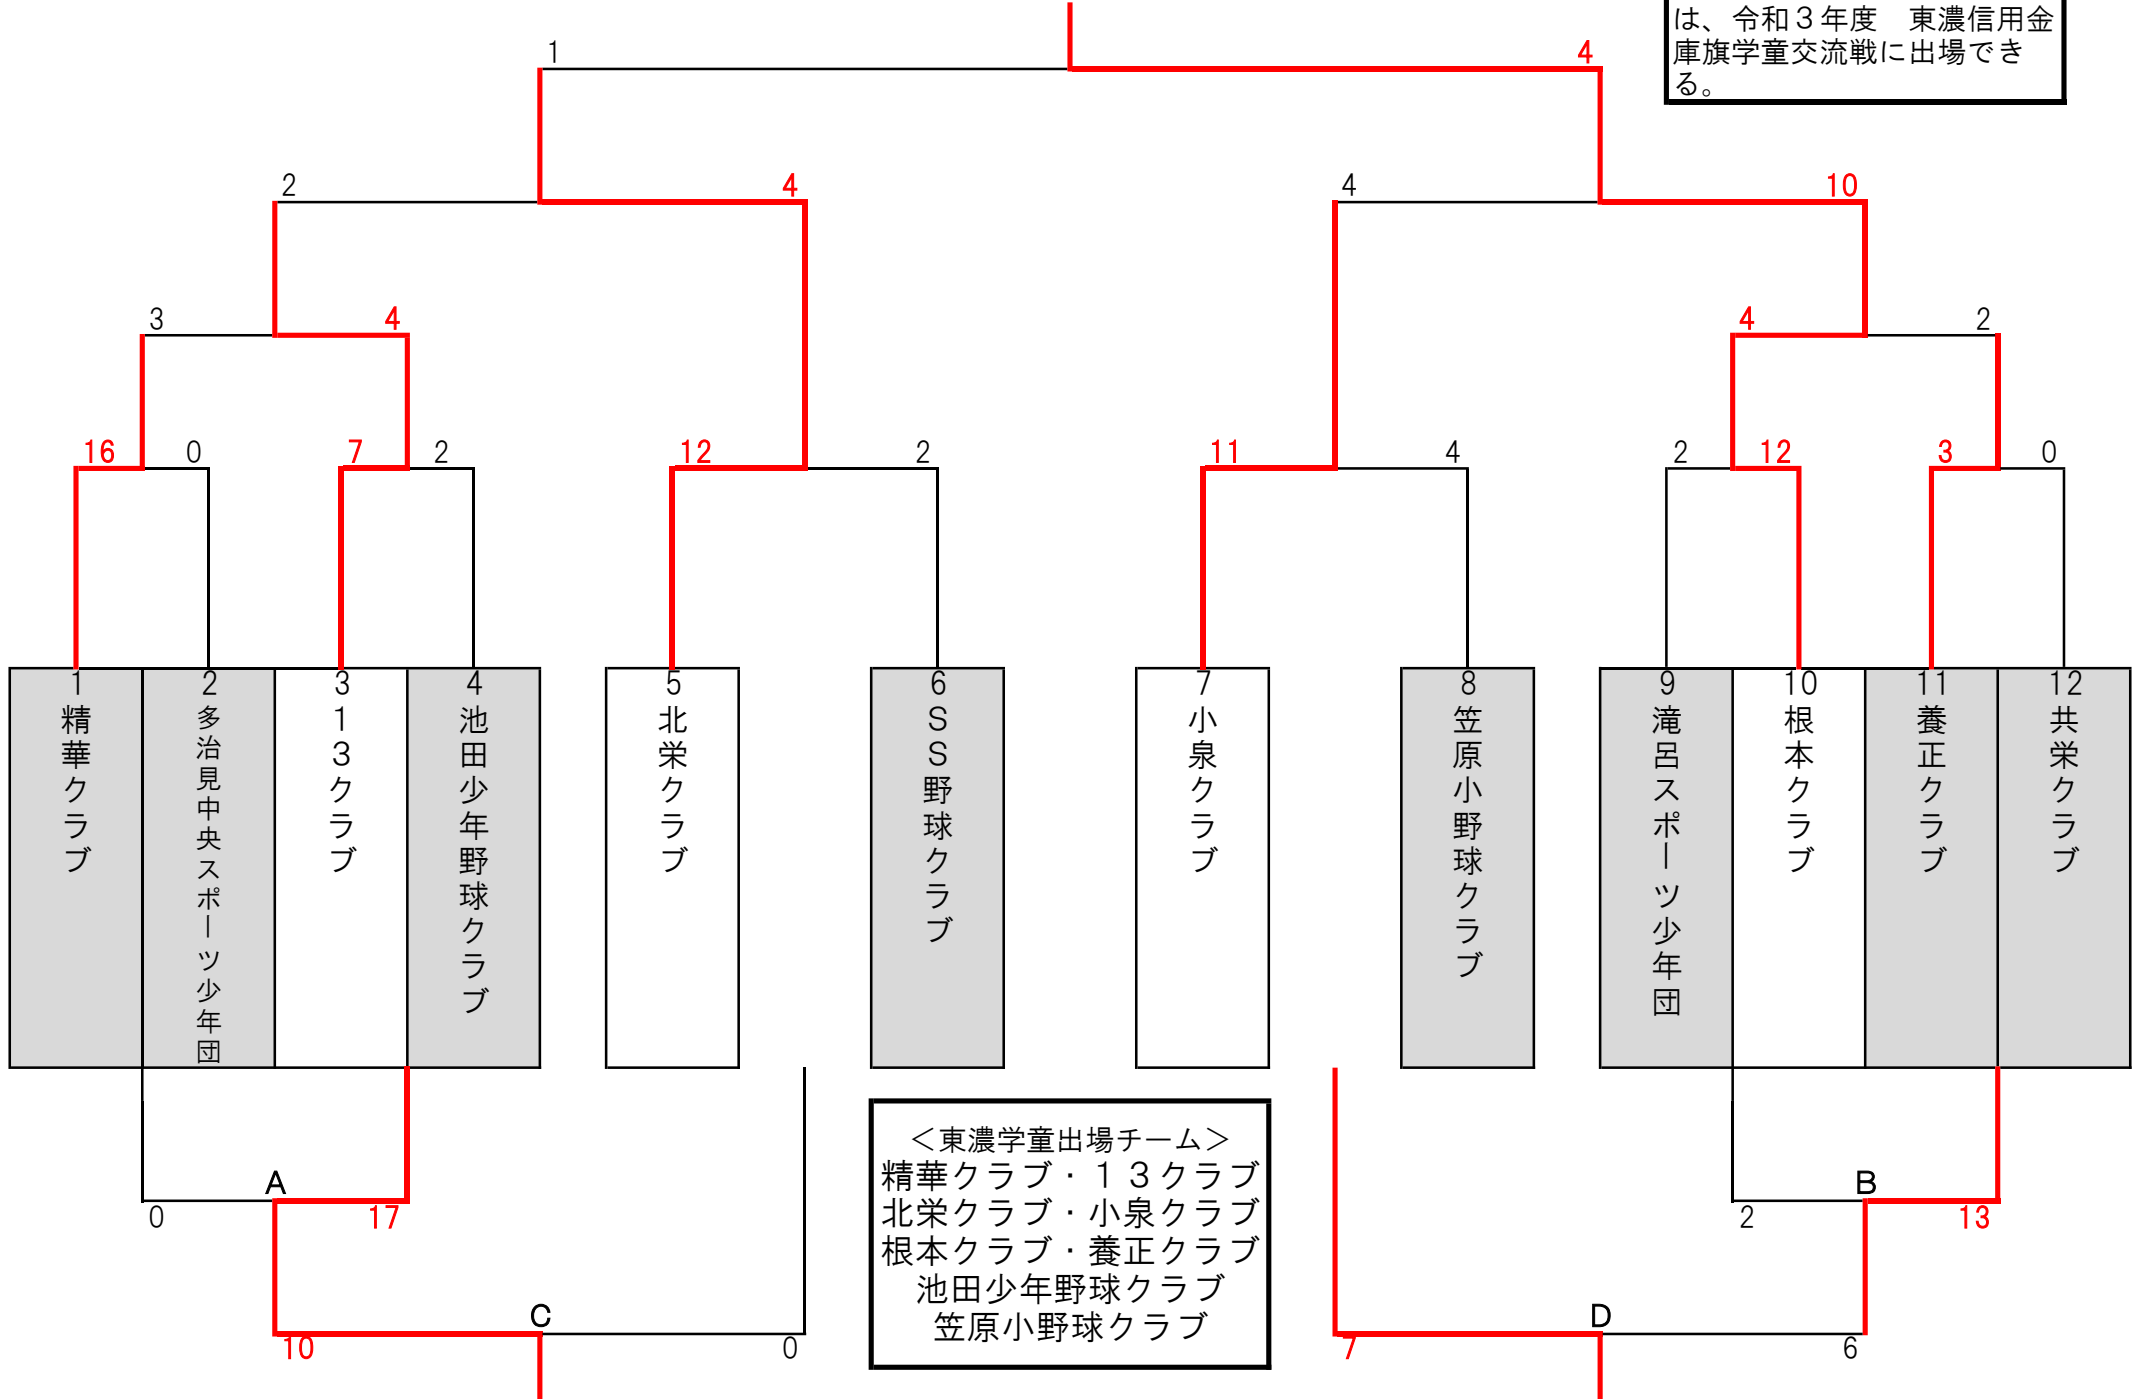 は、令和３年度　東濃信用金
庫旗学童交流戦に出場でき
る。
1
4
2
4
4
10
3
4
4
2
16
0
7
2
12
2
11
4
2
12
3
0
1
精華クラブ
2
多治見中央スポーツ少年団
3
１３クラブ
4
池田少年野球クラブ
5
北栄クラブ
6
ＳＳ野球クラブ
7
小泉クラブ
8
笠原小野球クラブ
9
滝呂スポーツ少年団
10
根本クラブ
11
養正クラブ
12
共栄クラブ
A
0
17
B
2
13
C
10
0
D
7
6
＜東濃学童出場チーム＞
精華クラブ・１３クラブ
北栄クラブ・小泉クラブ
根本クラブ・養正クラブ
池田少年野球クラブ
笠原小野球クラブ